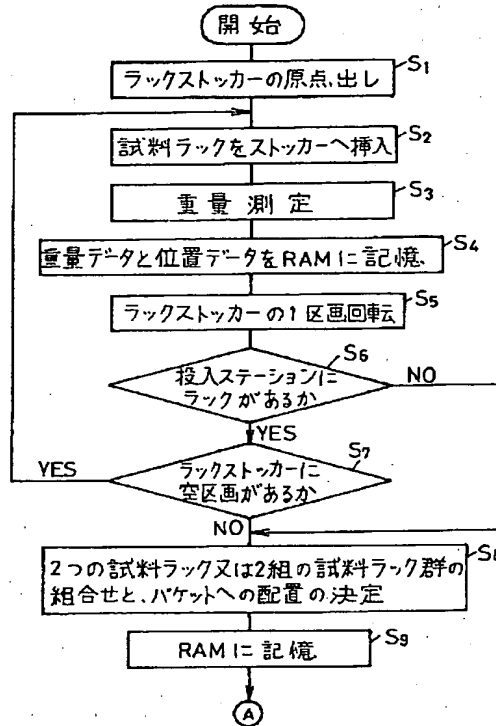 開始
ラックストッカーの原点出し
S1
試料ラックをストッカーへ挿入
S2
重量測定
S3
重量データと位置データをRAMに記憶
S4
ラックストッカーの1区画回転
S5
投入ステーションに
ラックがあるか
S6
NO
YES
ラックストッカーに
空区画があるか
S7
YES
NO
2つの試料ラック又は2組の試料ラック群の
組合せと、バケットへの配置の決定
S8
RAMに記憶
S9
A